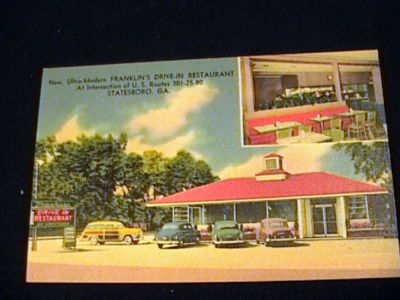 New, Ultra-Modern FRANKLIN'S DRIVE-IN RESTAURANT
At Intersection of U. S. Routes 301-25-80
STATESBORO, GA.
DRIVE IN
RESTAURANT